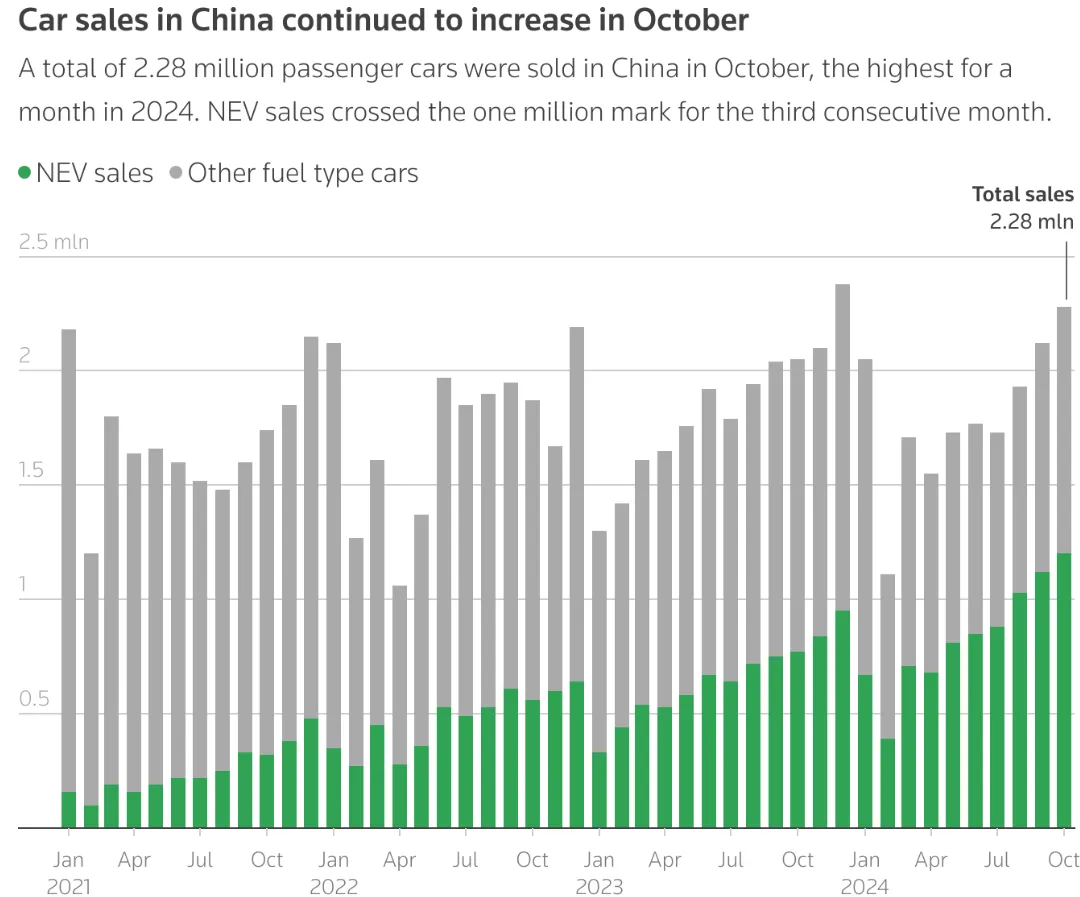 Car sales in China continued to increase in October
A total of 2.28 million passenger cars were sold in China in October, the highest for a
month in 2024. NEV sales crossed the one million mark for the third consecutive month.
NEV sales Other fuel type cars
Total sales
2.28 mln
2.5 mln
2
1.5
1
0.5
Jan Apr Jul Oct Jan Apr Jul Oct Jan Apr Jul Oct Jan Apr Jul Oct
2021 2022 2023 2024